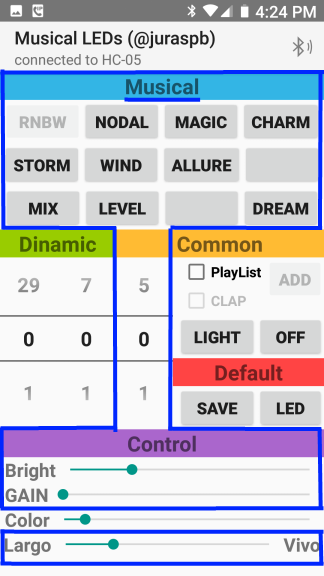 4:24 PM
Musical LEDs (@juraspb)
connected to HC-05
Musical
RNBW NODAL MAGIC CHARM
STORM WIND ALLURE
MIX LEVEL DREAM
Dinamic Common
29 7 5 PlayList ADD
CLAP
0 0 0 LIGHT OFF
Default
1 1 1 SAVE LED
Control
Bright
GAIN
Color
Largo Vivo